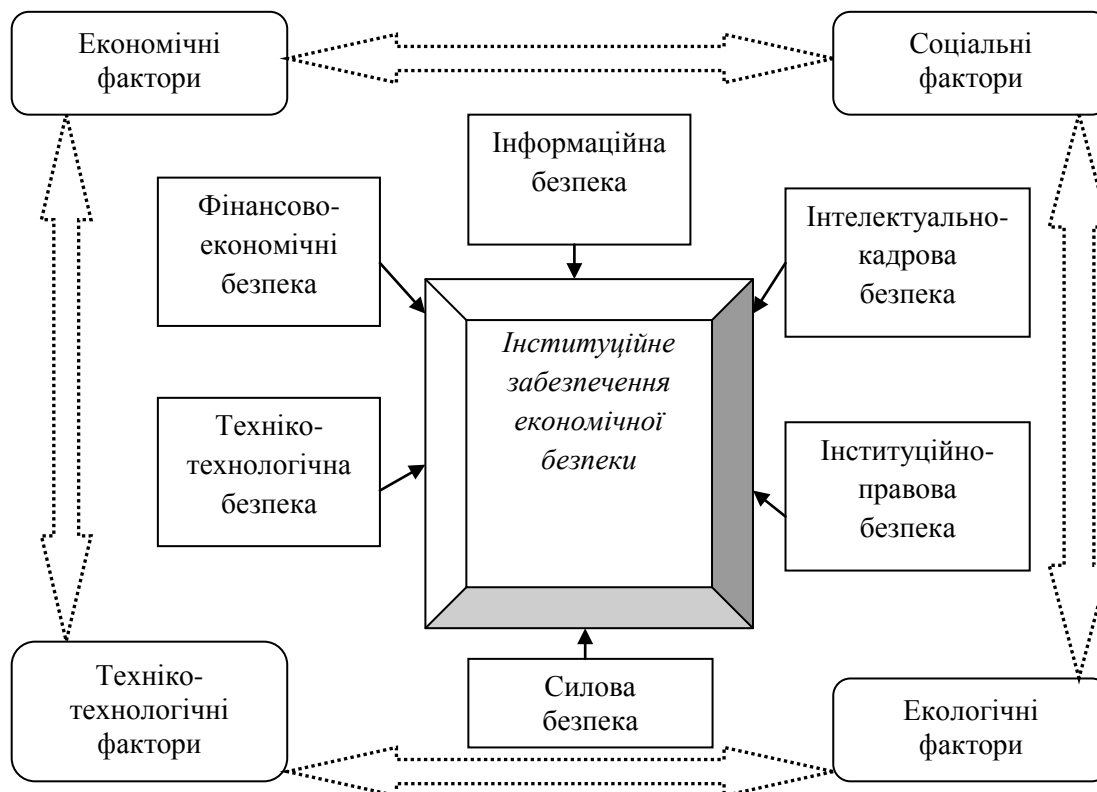 Економічні
фактори
Соціальні
фактори
Інформаційна
безпека
Фінансово-
економічні
безпека
Інтелектуально-
кадрова
безпека
Інституційне
забезпечення
економічної
безпеки
Техніко-
технологічна
безпека
Інституційно-
правова
безпека
Техніко-
технологічні
фактори
Силова
безпека
Екологічні
фактори